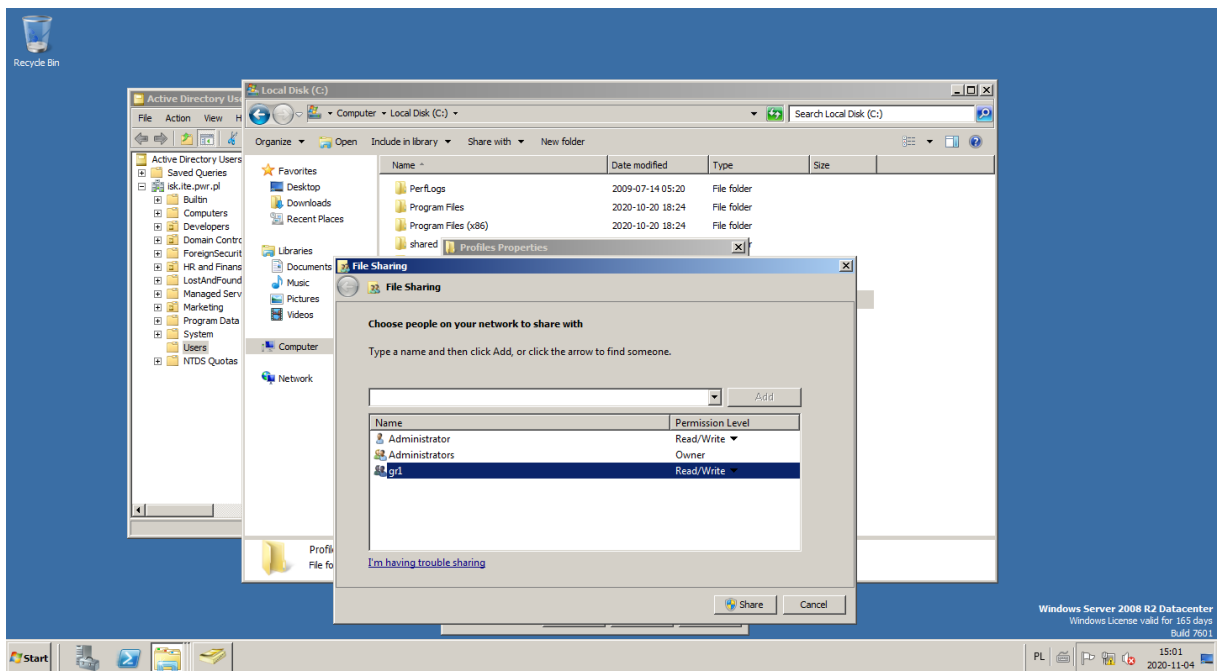 Recycle Bin
Active Directory Us
File Action View H
Active Directory Users
Saved Queries
isk.ite.pwr.pl
Builtin
Computers
Developers
Domain Contro
ForeignSecurit
HR and Finans
LostAndFound
Managed Serv
Marketing
Program Data
System
Users
NTDS Quotas
Local Disk (C:)
Computer Local Disk (C:)
Search Local Disk (C:)
Organize Open Include in library Share with New folder
Favorites
Desktop
Downloads
Recent Places
Libraries
Documents
Music
Pictures
Videos
Computer
Network
Name Date modified Type Size
PerfLogs 2009-07-14 05:20 File folder
Program Files 2020-10-20 18:24 File folder
Program Files (x86) 2020-10-20 18:24 File folder
shared
Profiles Properties
File Sharing
File Sharing
Choose people on your network to share with
Type a name and then click Add, or click the arrow to find someone.
Add
Name Permission Level
Administrator Read/Write
Administrators Owner
gr1 Read/Write
I'm having trouble sharing
Share Cancel
Profi
File fo
Windows Server 2008 R2 Datacenter
Windows License valid for 165 days
Build 7601
Start
PL
15:01
2020-11-04